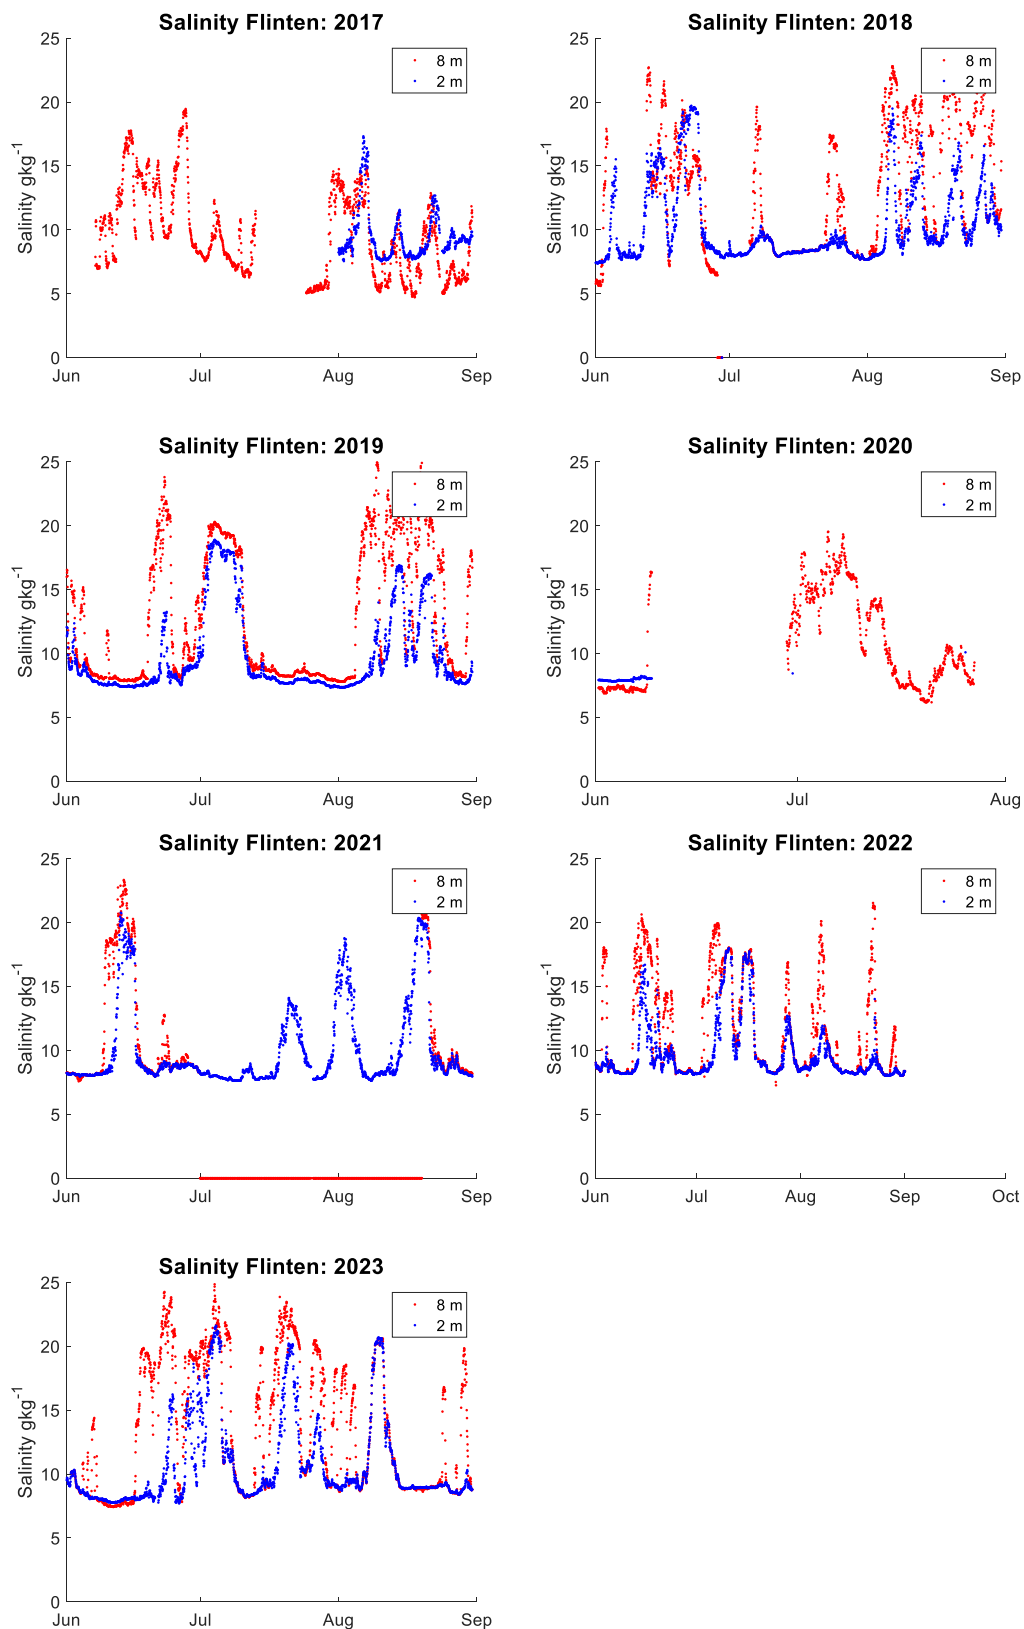 Salinity Flinten: 2017
25
20
15
10
5
0
Salinity gkg⁻¹
8 m
2 m
Jun Jul Aug Sep
Salinity Flinten: 2018
25
20
15
10
5
0
Salinity gkg⁻¹
8 m
2 m
Jun Jul Aug Sep
Salinity Flinten: 2019
25
20
15
10
5
0
Salinity gkg⁻¹
8 m
2 m
Jun Jul Aug Sep
Salinity Flinten: 2020
25
20
15
10
5
0
Salinity gkg⁻¹
8 m
2 m
Jun Jul Aug
Salinity Flinten: 2021
25
20
15
10
5
0
Salinity gkg⁻¹
8 m
2 m
Jun Jul Aug Sep
Salinity Flinten: 2022
25
20
15
10
5
0
Salinity gkg⁻¹
8 m
2 m
Jun Jul Aug Sep Oct
Salinity Flinten: 2023
25
20
15
10
5
0
Salinity gkg⁻¹
8 m
2 m
Jun Jul Aug Sep